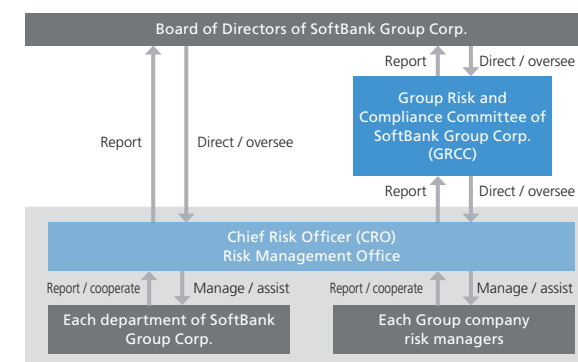 Board of Directors of SoftBank Group Corp.
Report
Direct / oversee
Group Risk and
Compliance Committee of
SoftBank Group Corp.
(GRCC)
Report
Direct / oversee
Report
Direct / oversee
Chief Risk Officer (CRO)
Risk Management Office
Report / cooperate
Manage / assist
Report / cooperate
Manage / assist
Each department of SoftBank
Group Corp.
Each Group company
risk managers